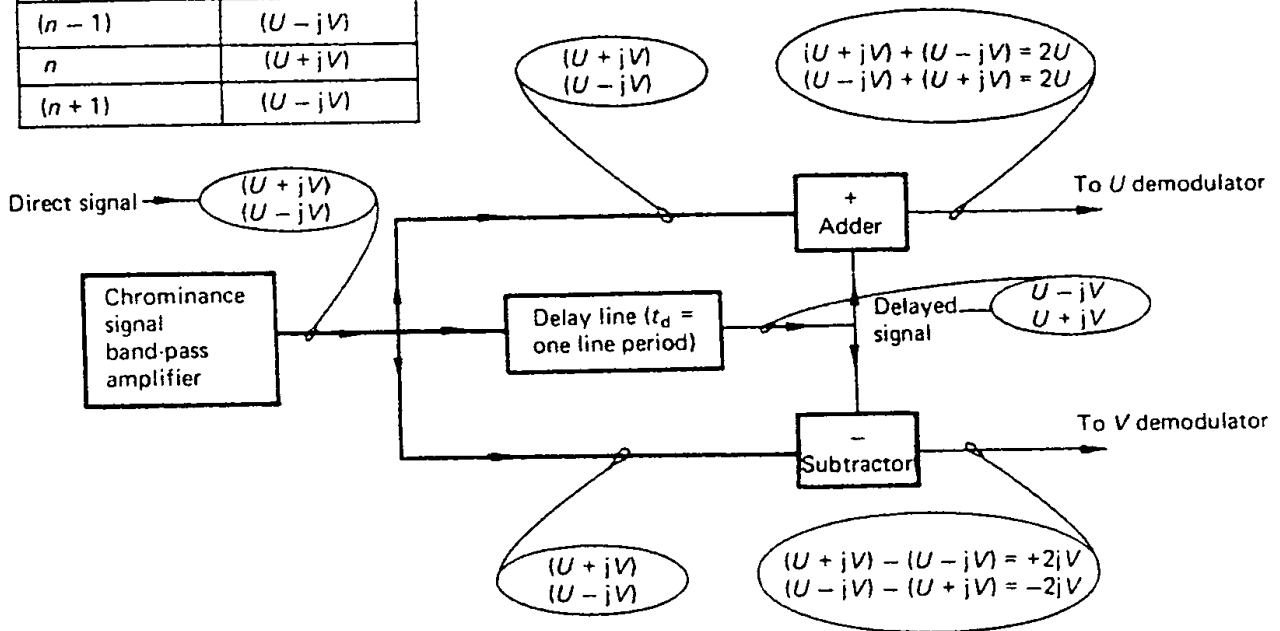 (n − 1) (U − jV)
n (U + jV)
(n + 1) (U − jV)
(U + jV)
(U − jV)
(U + jV) + (U − jV) = 2U
(U − jV) + (U + jV) = 2U
Direct signal
(U + jV)
(U − jV)
+
Adder
To U demodulator
Chrominance
signal
band-pass
amplifier
Delay line (td =
one line period)
Delayed
signal
U − jV
U + jV
−
Subtractor
To V demodulator
(U + jV)
(U − jV)
(U + jV) − (U − jV) = +2jV
(U − jV) − (U + jV) = −2jV